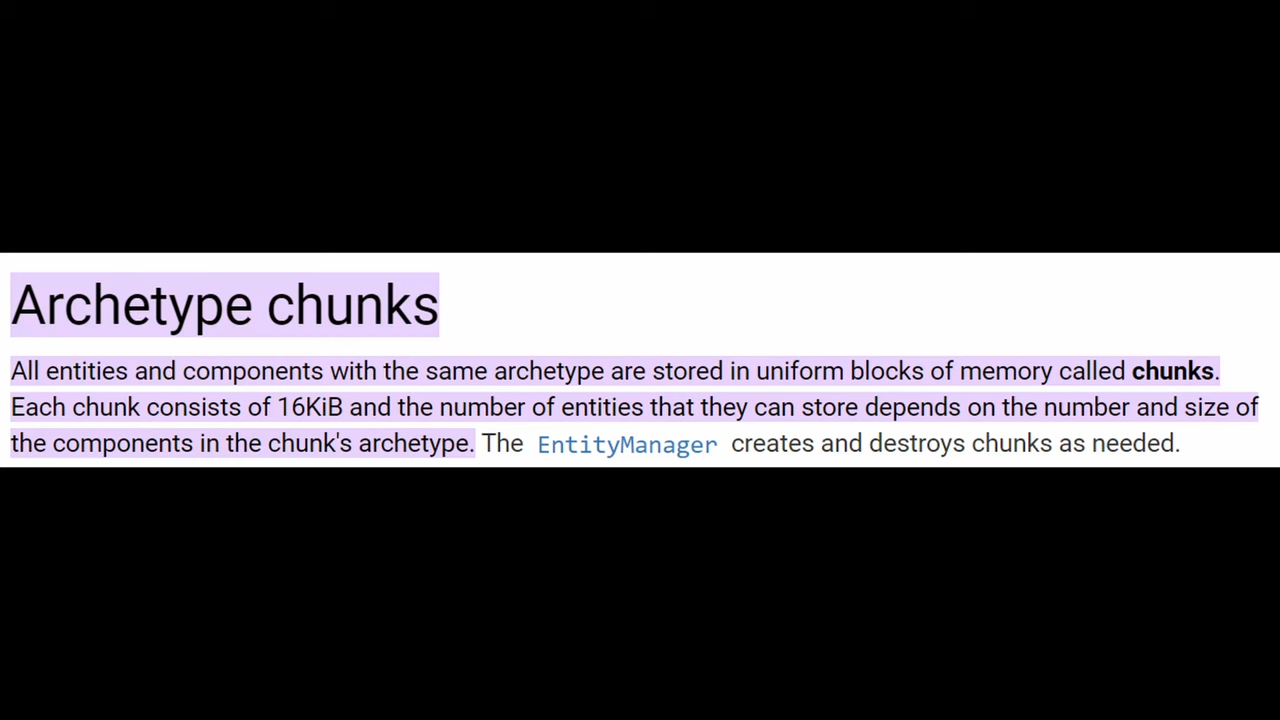 Archetype chunks
All entities and components with the same archetype are stored in uniform blocks of memory called chunks.
Each chunk consists of 16KiB and the number of entities that they can store depends on the number and size of
the components in the chunk's archetype. The EntityManager creates and destroys chunks as needed.